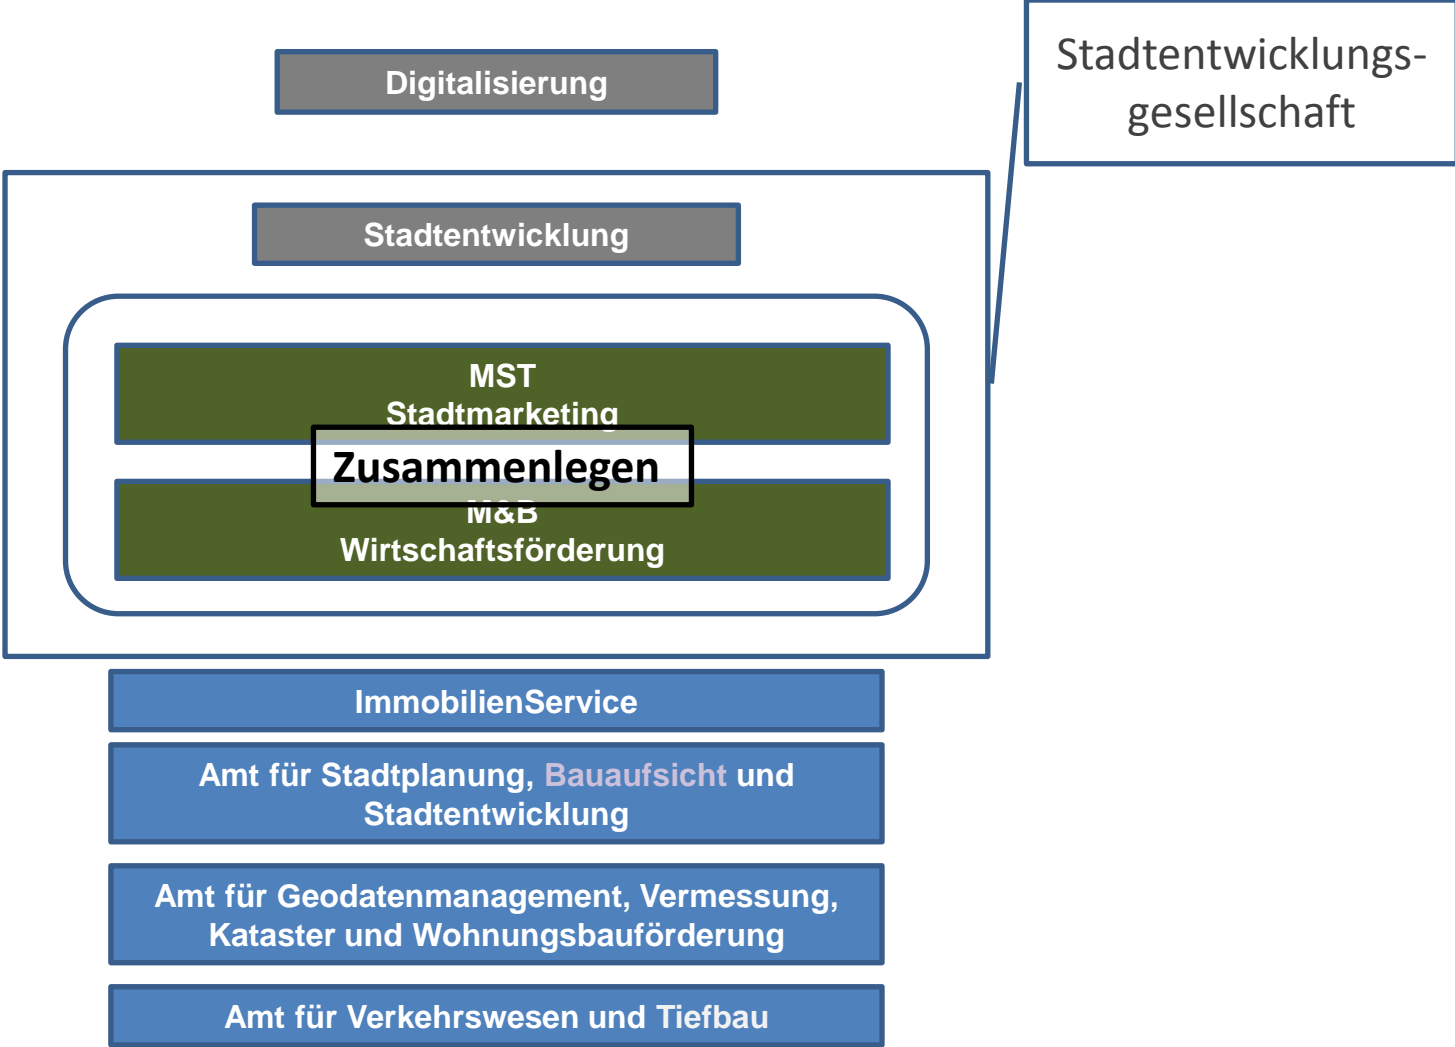 Stadtentwicklungs-
gesellschaft
Digitalisierung
Stadtentwicklung
MST
Stadtmarketing
Zusammenlegen
M&B
Wirtschaftsförderung
ImmobilienService
Amt für Stadtplanung, Bauaufsicht und
Stadtentwicklung
Amt für Geodatenmanagement, Vermessung,
Kataster und Wohnungsbauförderung
Amt für Verkehrswesen und Tiefbau